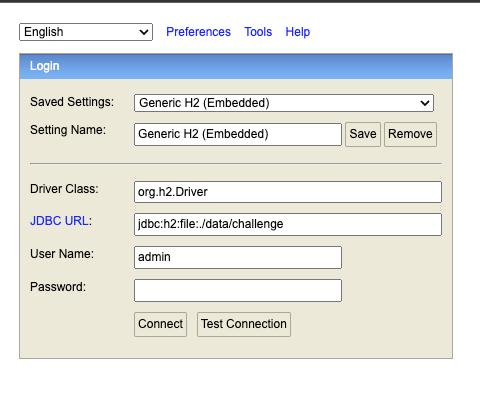 English Preferences Tools Help
Login
Saved Settings: Generic H2 (Embedded)
Setting Name: Generic H2 (Embedded) Save Remove
Driver Class: org.h2.Driver
JDBC URL: jdbc:h2:file:./data/challenge
User Name: admin
Password:
Connect Test Connection